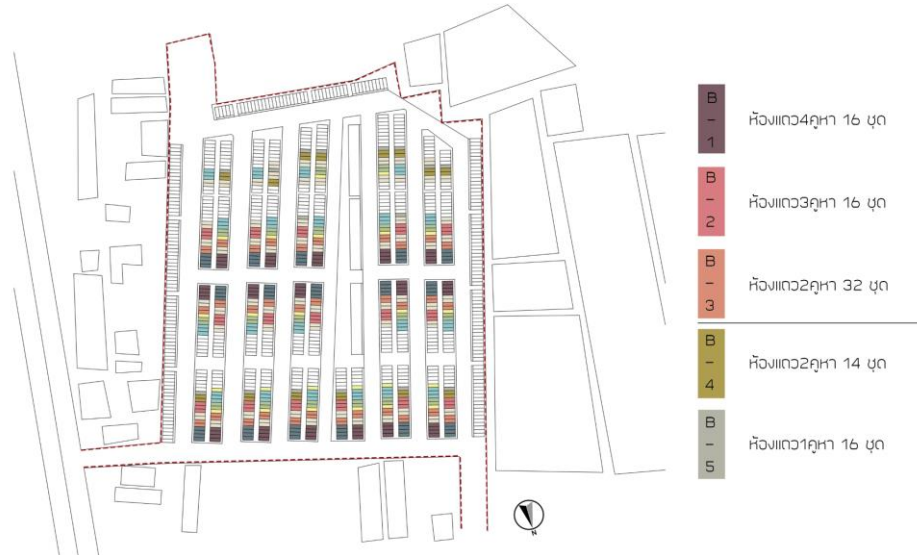 B
-
1
ห้องแถว4คูหา 16 ชุด
B
-
2
ห้องแถว3คูหา 16 ชุด
B
-
3
ห้องแถว2คูหา 32 ชุด
B
-
4
ห้องแถว2คูหา 14 ชุด
B
-
5
ห้องแถว1คูหา 16 ชุด
N